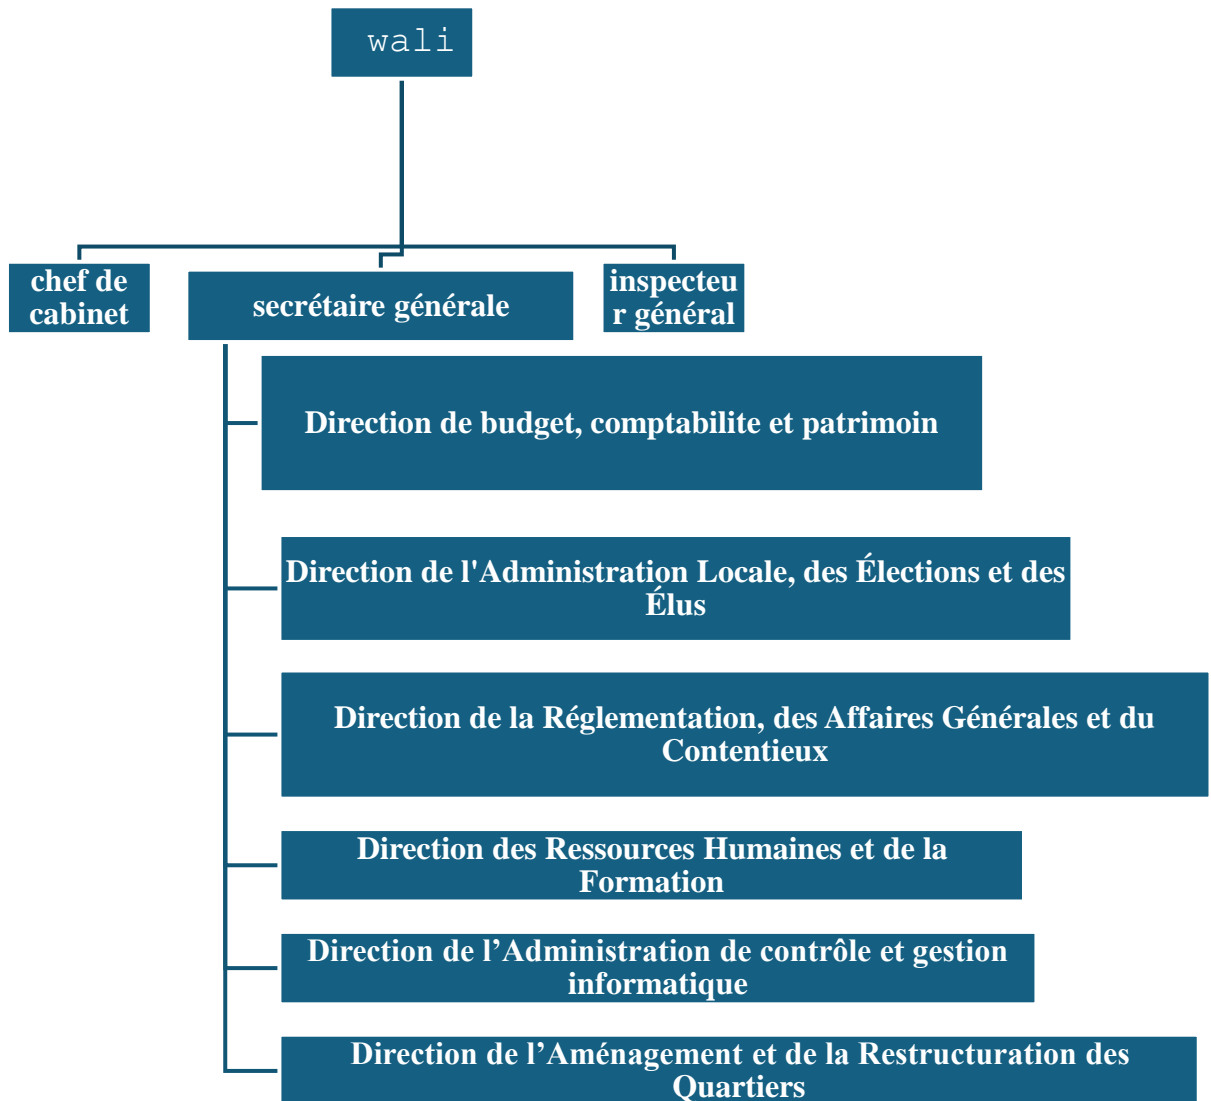 wali
chef de
cabinet
secrétaire générale
inspecteu
r général
Direction de budget, comptabilite et patrimoin
Direction de l'Administration Locale, des Élections et des
Élus
Direction de la Réglementation, des Affaires Générales et du
Contentieux
Direction des Ressources Humaines et de la
Formation
Direction de l’Administration de contrôle et gestion
informatique
Direction de l’Aménagement et de la Restructuration des
Quartiers